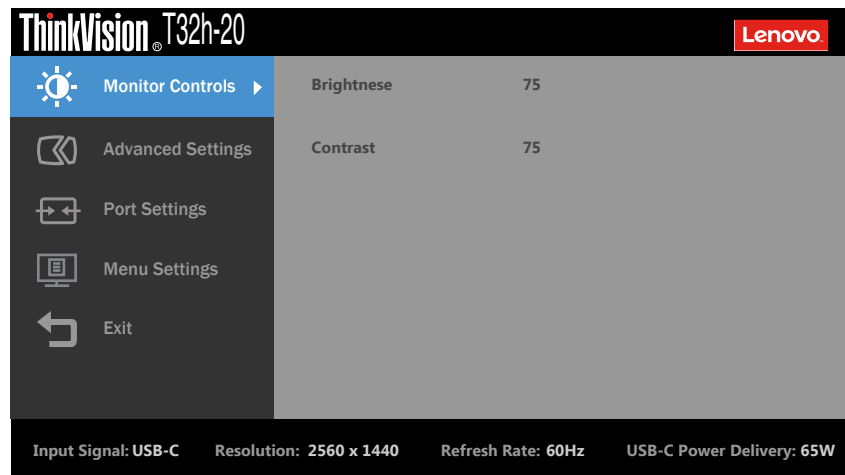 ThinkVision® T32h-20
Lenovo.
Monitor Controls
Brightnese 75
Advanced Settings
Contrast 75
Port Settings
Menu Settings
Exit
Input Signal: USB-C Resolution: 2560 x 1440 Refresh Rate: 60Hz USB-C Power Delivery: 65W